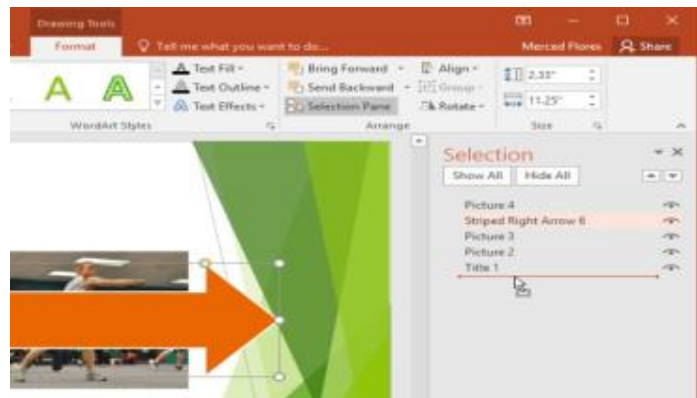 Drawing Tools
Format
Tell me what you want to do...
Merced Flores
Share
A
A
Text Fill
Text Outline
Text Effects
WordArt Styles
Bring Forward
Send Backward
Selection Pane
Align
Group
Rotate
Arrange
2.33"
11.25"
Size
Selection
Show All
Hide All
Picture 4
Striped Right Arrow 6
Picture 3
Picture 2
Title 1